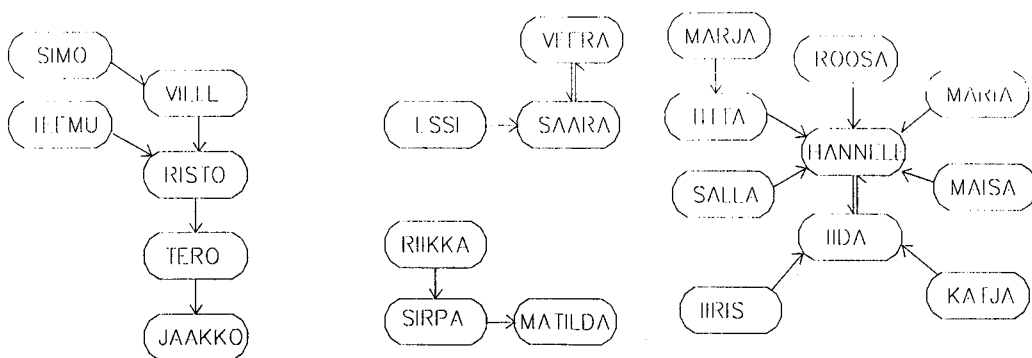 SIMO
VILLE
TEEMU
RISTO
TERO
JAAKKO
VEERA
ESSI
SAARA
RIIKKA
SIRPA
MATILDA
MARJA
ROOSA
MARIA
IITA
HANNELE
SALLA
MAISA
IIDA
IIRIS
KATJA